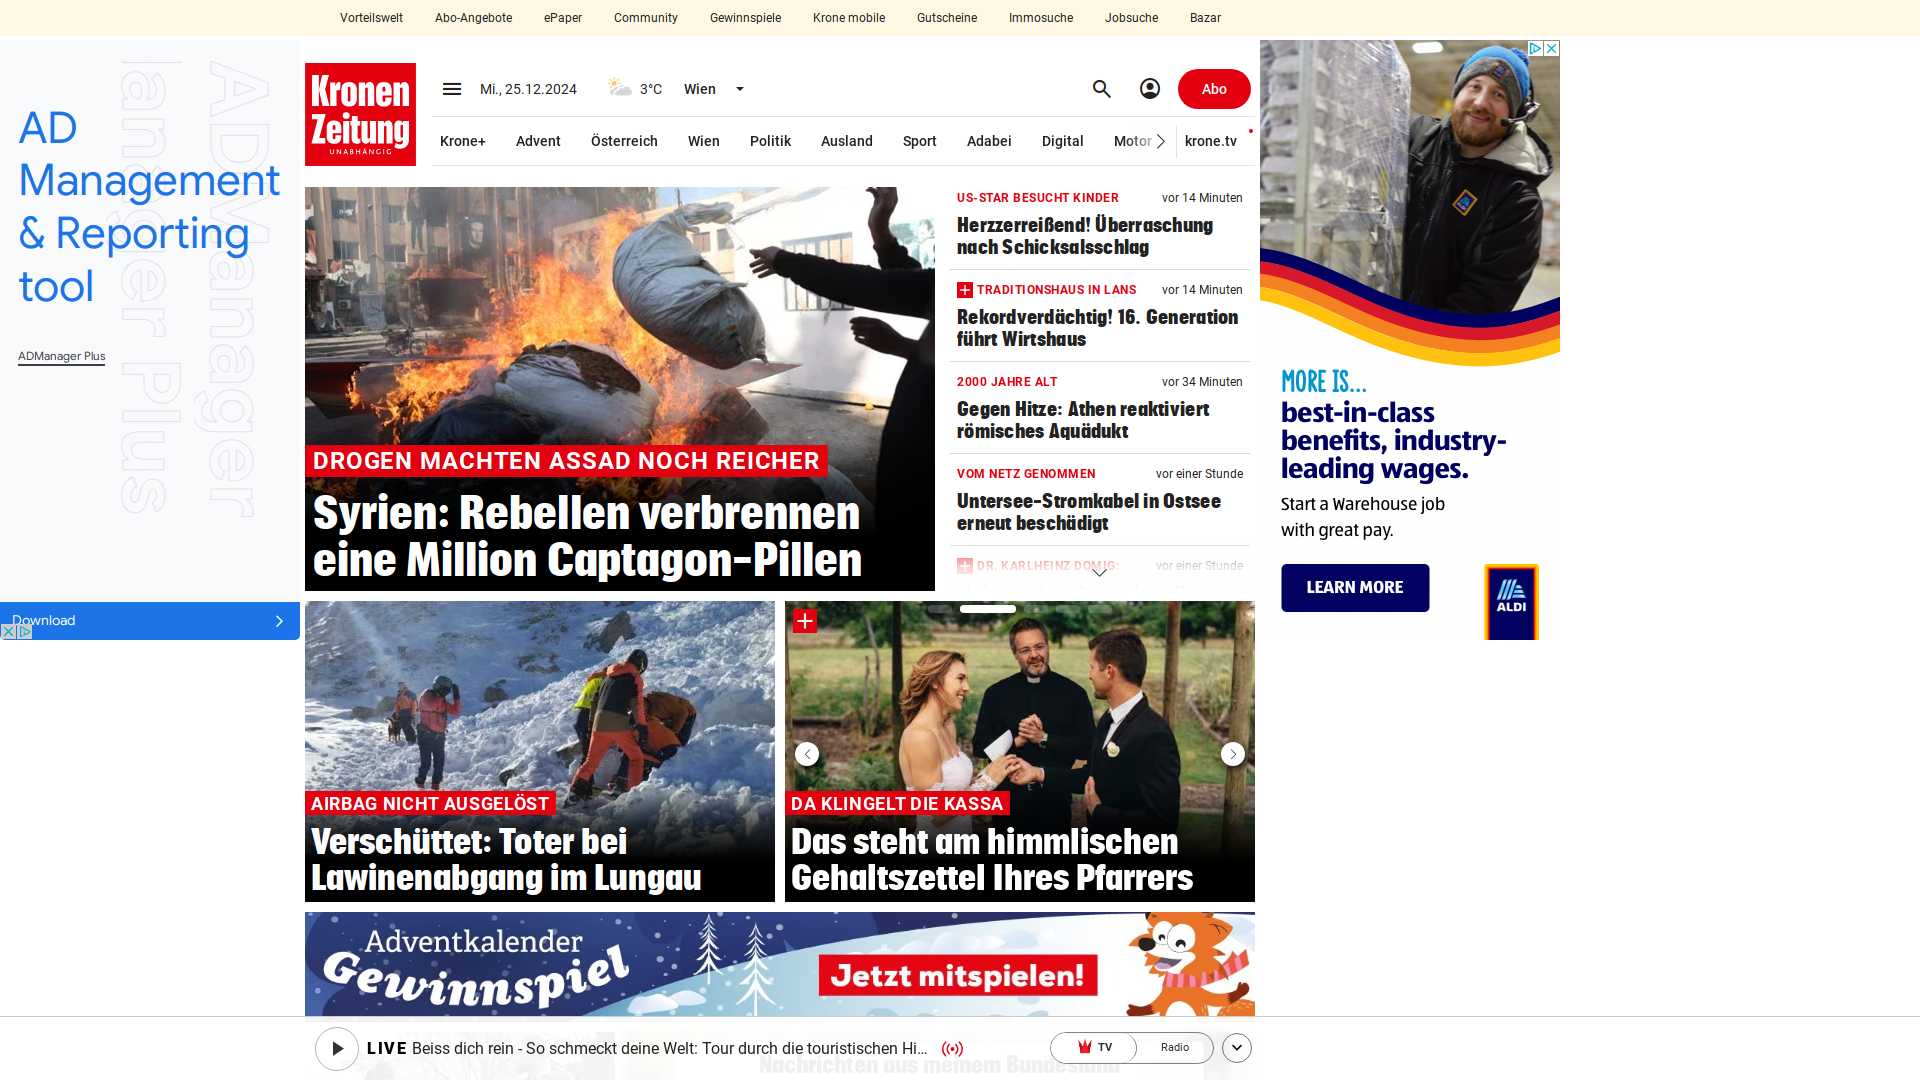 Vorteilswelt
Abo-Angebote
ePaper
Community
Gewinnspiele
Krone mobile
Gutscheine
Immosuche
Jobsuche
Bazar
AD
Management
& Reporting
tool
ADManager Plus
ADManager Plus
Download
Kronen
Zeitung
UNABHÄNGIG
Mi., 25.12.2024
3°C
Wien
Abo
Krone+
Advent
Österreich
Wien
Politik
Ausland
Sport
Adabei
Digital
Motor
krone.tv
DROGEN MACHTEN ASSAD NOCH REICHER
Syrien: Rebellen verbrennen
eine Million Captagon-Pillen
US-STAR BESUCHT KINDER
vor 14 Minuten
Herzzerreißend! Überraschung
nach Schicksalsschlag
TRADITIONSHAUS IN LANS
vor 14 Minuten
Rekordverdächtig! 16. Generation
führt Wirtshaus
2000 JAHRE ALT
vor 34 Minuten
Gegen Hitze: Athen reaktiviert
römisches Aquädukt
VOM NETZ GENOMMEN
vor einer Stunde
Untersee-Stromkabel in Ostsee
erneut beschädigt
DR. KARLHEINZ DOMIG:
vor einer Stunde
AIRBAG NICHT AUSGELÖST
Verschüttet: Toter bei
Lawinenabgang im Lungau
DA KLINGELT DIE KASSA
Das steht am himmlischen
Gehaltszettel Ihres Pfarrers
Adventkalender
Gewinnspiel
Jetzt mitspielen!
LIVE Beiss dich rein - So schmeckt deine Welt: Tour durch die touristischen Hi...
TV
Radio
Nachrichten aus meinem Bundesland
MORE IS...
best-in-class
benefits, industry-
leading wages.
Start a Warehouse job
with great pay.
LEARN MORE
ALDI